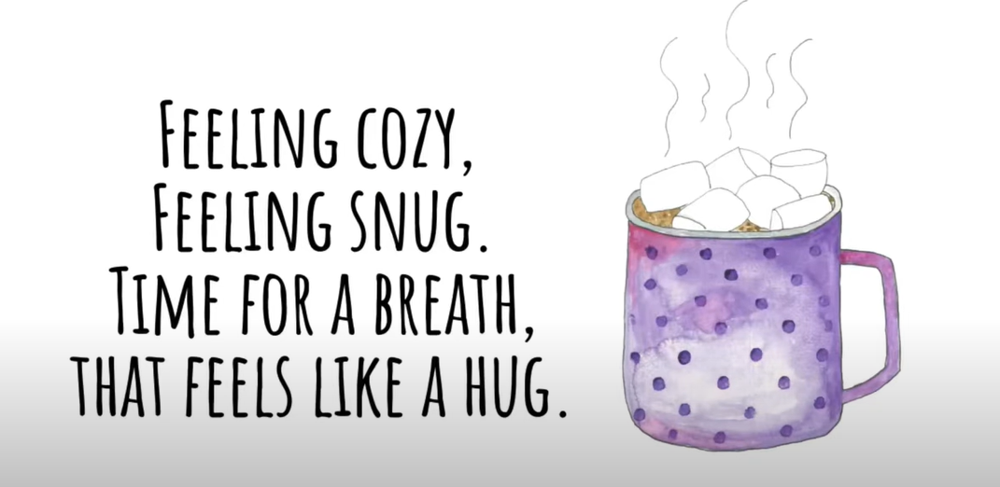 FEELING COZY,
FEELING SNUG.
TIME FOR A BREATH,
THAT FEELS LIKE A HUG.